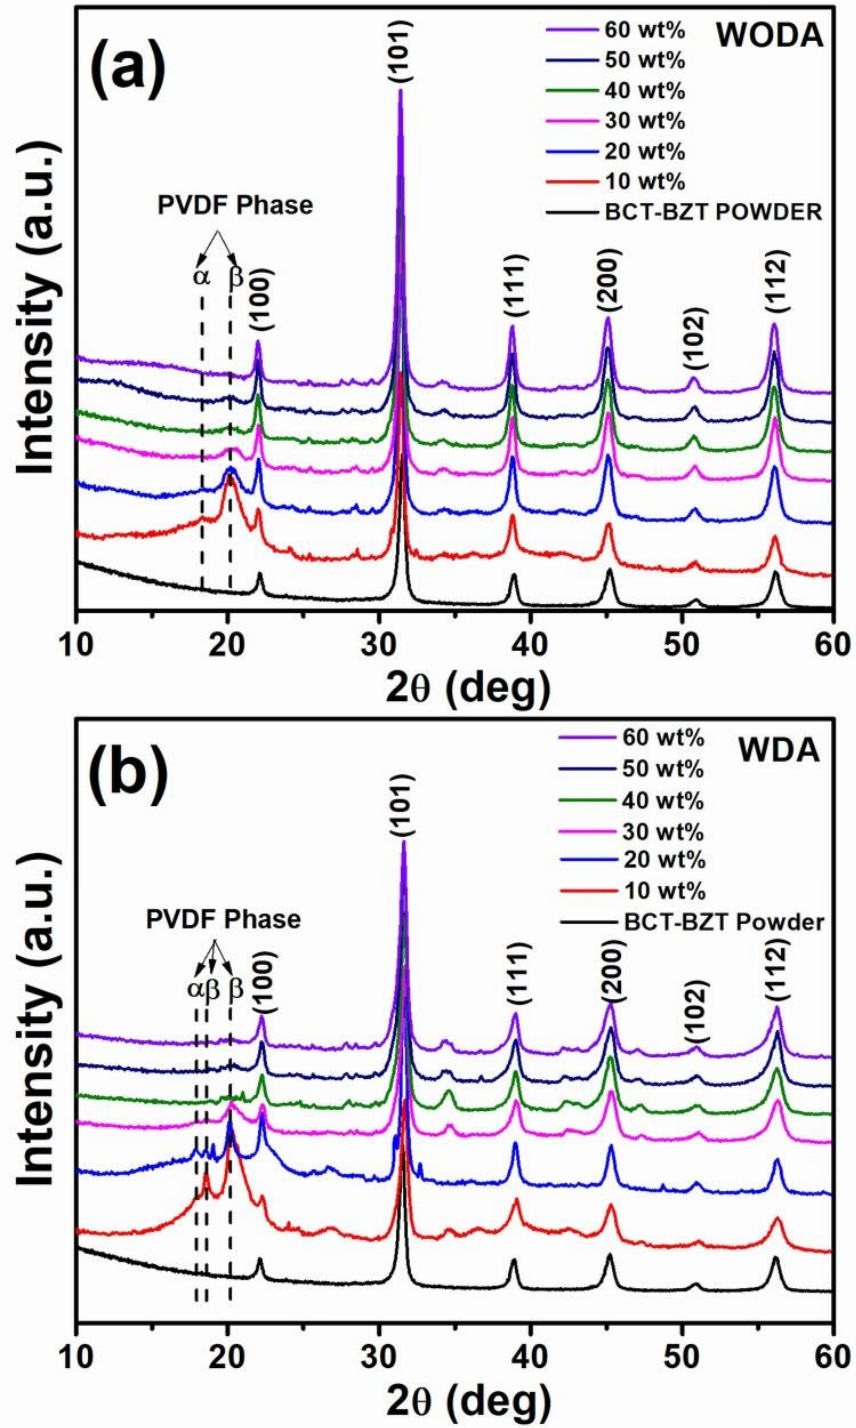 (a)
WODA
60 wt%
50 wt%
40 wt%
30 wt%
20 wt%
10 wt%
BCT-BZT POWDER
PVDF Phase
α β
(100)
(101)
(111)
(200)
(102)
(112)
Intensity (a.u.)
10 20 30 40 50 60
2θ (deg)
(b)
WDA
60 wt%
50 wt%
40 wt%
30 wt%
20 wt%
10 wt%
BCT-BZT Powder
PVDF Phase
α β β
(100)
(101)
(111)
(200)
(102)
(112)
Intensity (a.u.)
10 20 30 40 50 60
2θ (deg)